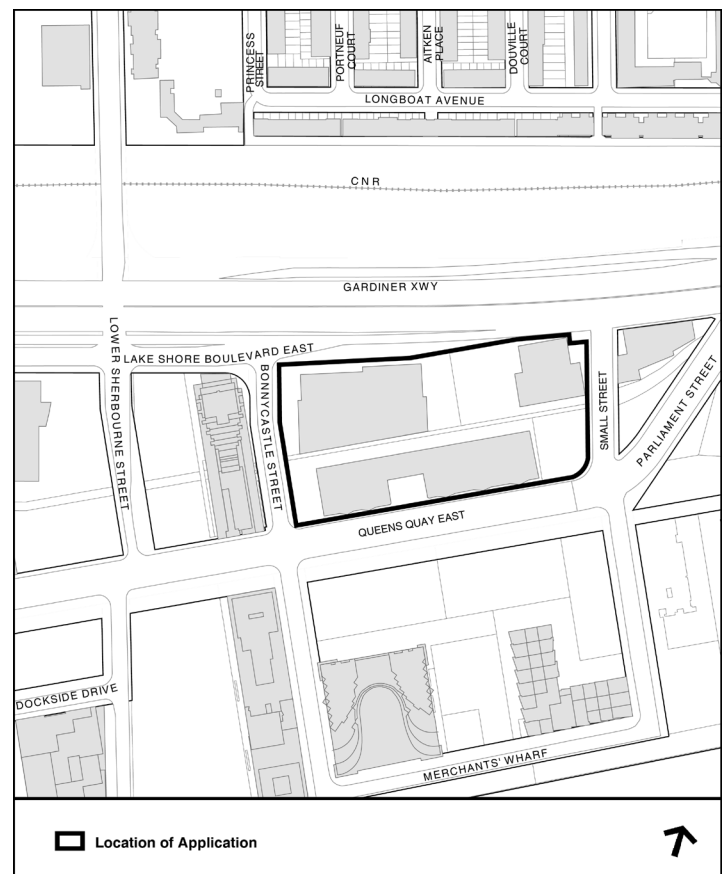 PRINCESS
STREET
PORTNEUF
COURT
AITKEN
PLACE
DOUVILLE
COURT
LONGBOAT AVENUE
CNR
GARDINER XWY
LOWER SHERBOURNE STREET
LAKE SHORE BOULEVARD EAST
BONNYCASTLE STREET
SMALL STREET
PARLIAMENT STREET
QUEENS QUAY EAST
DOCKSIDE DRIVE
MERCHANTS' WHARF
Location of Application